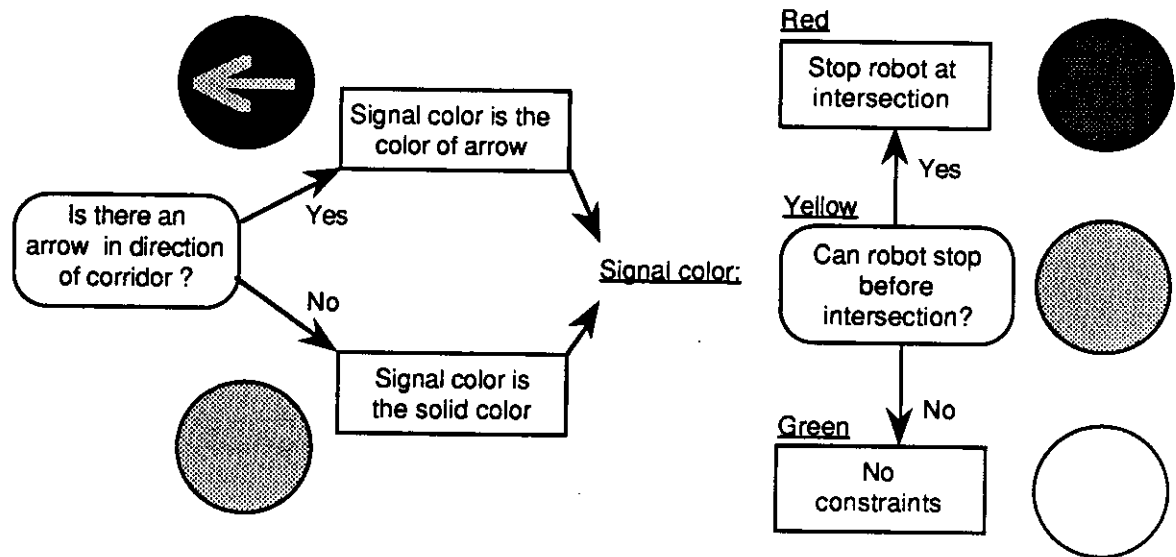 Is there an
arrow in direction
of corridor ?
Yes
No
Signal color is the
color of arrow
Signal color is
the solid color
Signal color:
Red
Stop robot at
intersection
Yes
Yellow
Can robot stop
before
intersection?
No
Green
No
constraints